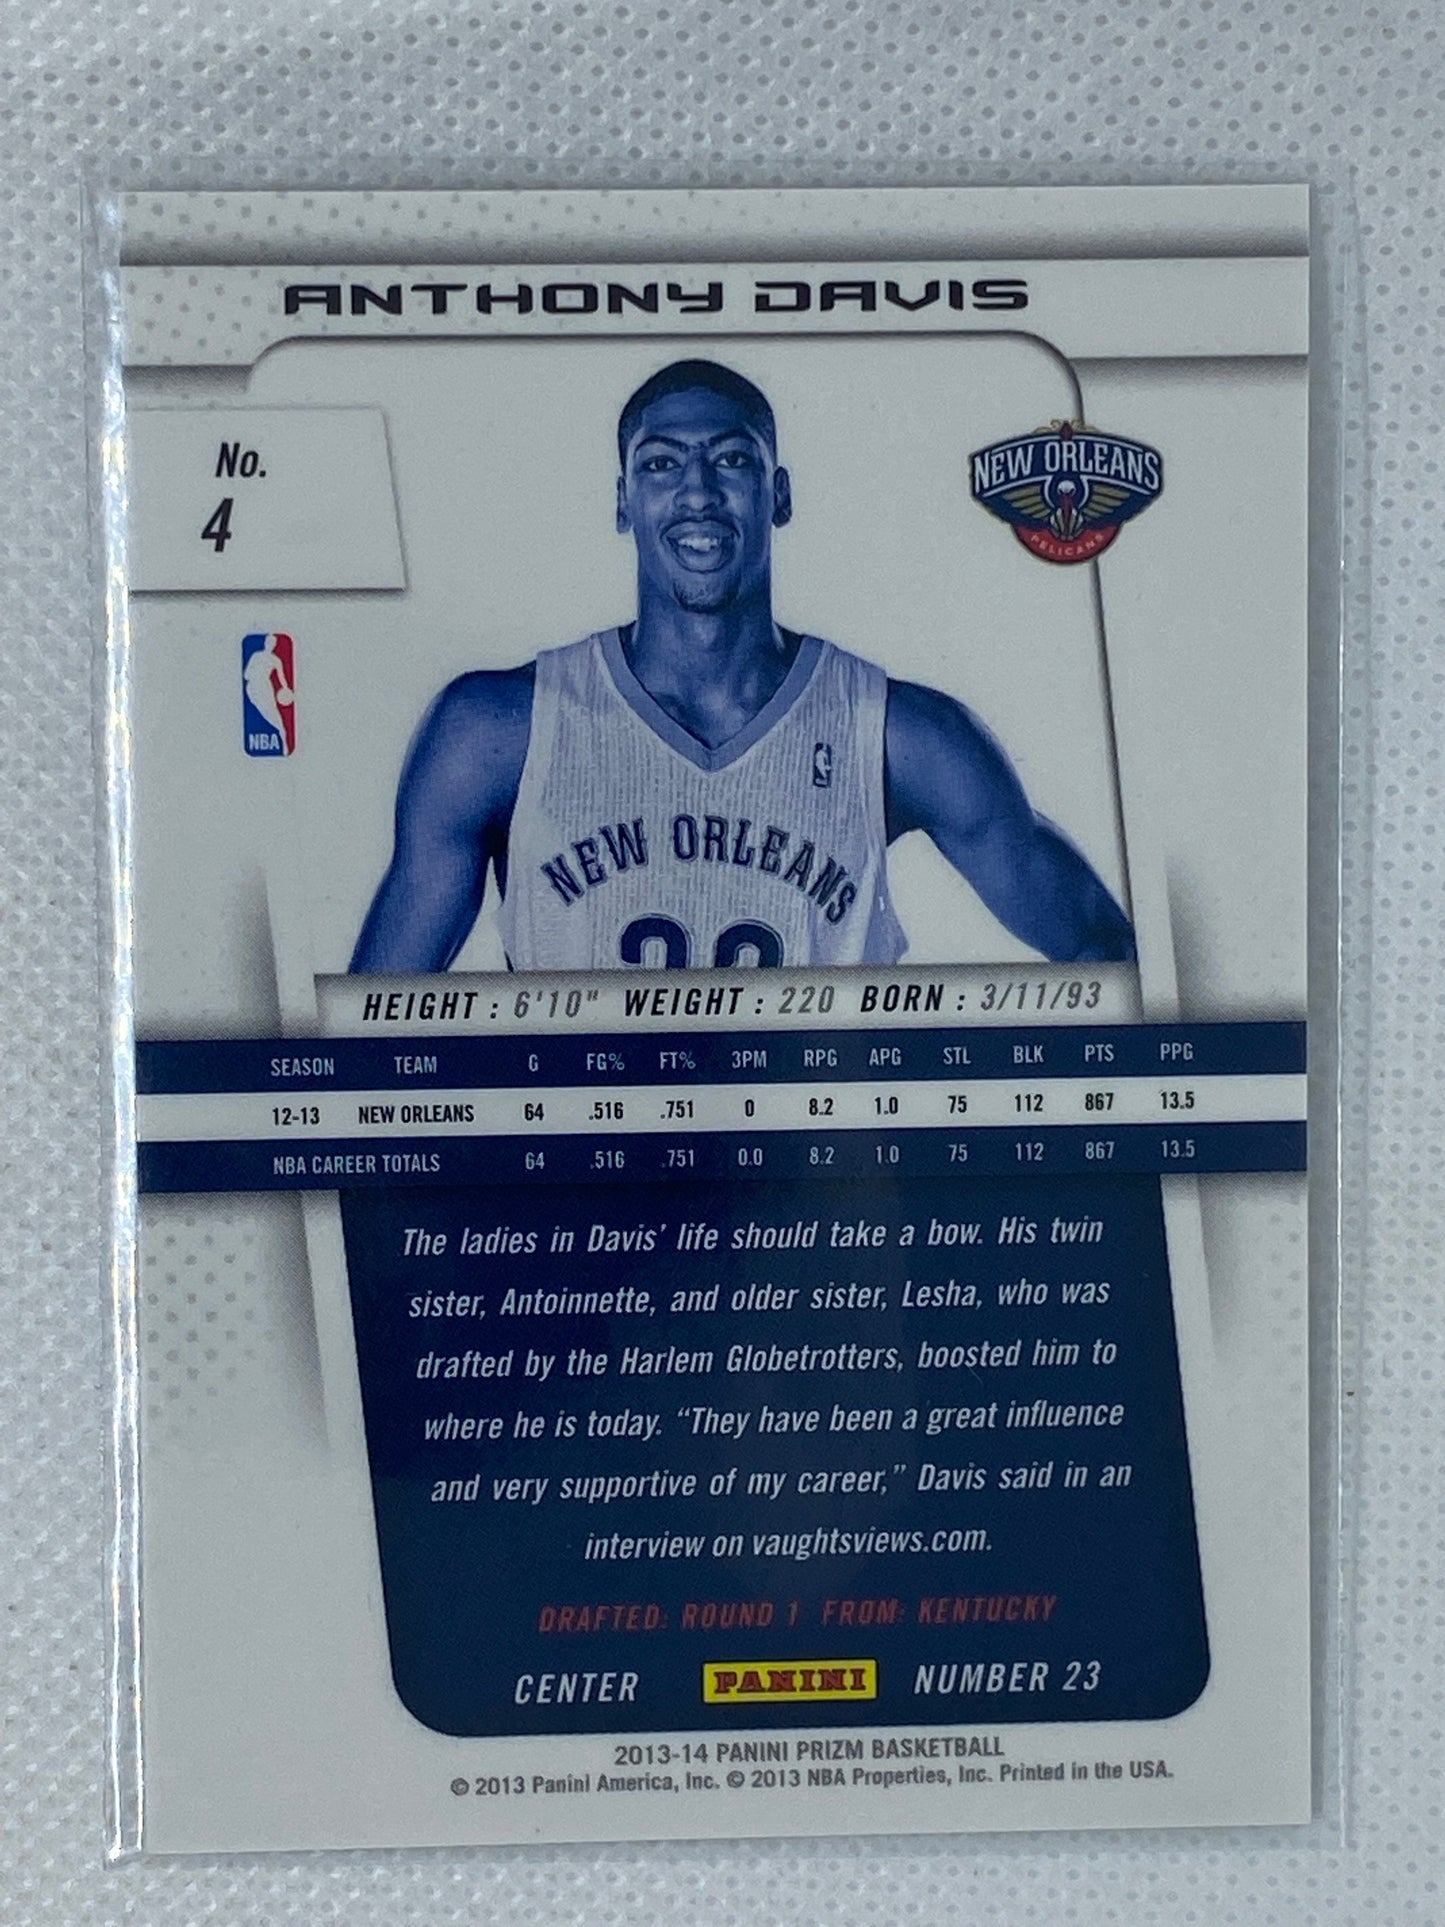 ANTHONY DAVIS
No.
4
NEW ORLEANS
PELICANS
NBA
NEW ORLEANS
HEIGHT : 6'10" WEIGHT : 220 BORN : 3/11/93
SEASON TEAM G FG% FT% 3PM RPG APG STL BLK PTS PPG
12-13 NEW ORLEANS 64 .516 .751 0 8.2 1.0 75 112 867 13.5
NBA CAREER TOTALS 64 .516 .751 0.0 8.2 1.0 75 112 867 13.5
The ladies in Davis' life should take a bow. His twin
sister, Antoinnette, and older sister, Lesha, who was
drafted by the Harlem Globetrotters, boosted him to
where he is today. “They have been a great influence
and very supportive of my career,” Davis said in an
interview on vaughtsviews.com.
DRAFTED: ROUND 1 FROM: KENTUCKY
CENTER PANINI NUMBER 23
2013-14 PANINI PRIZM BASKETBALL
© 2013 Panini America, Inc. © 2013 NBA Properties, Inc. Printed in the USA.